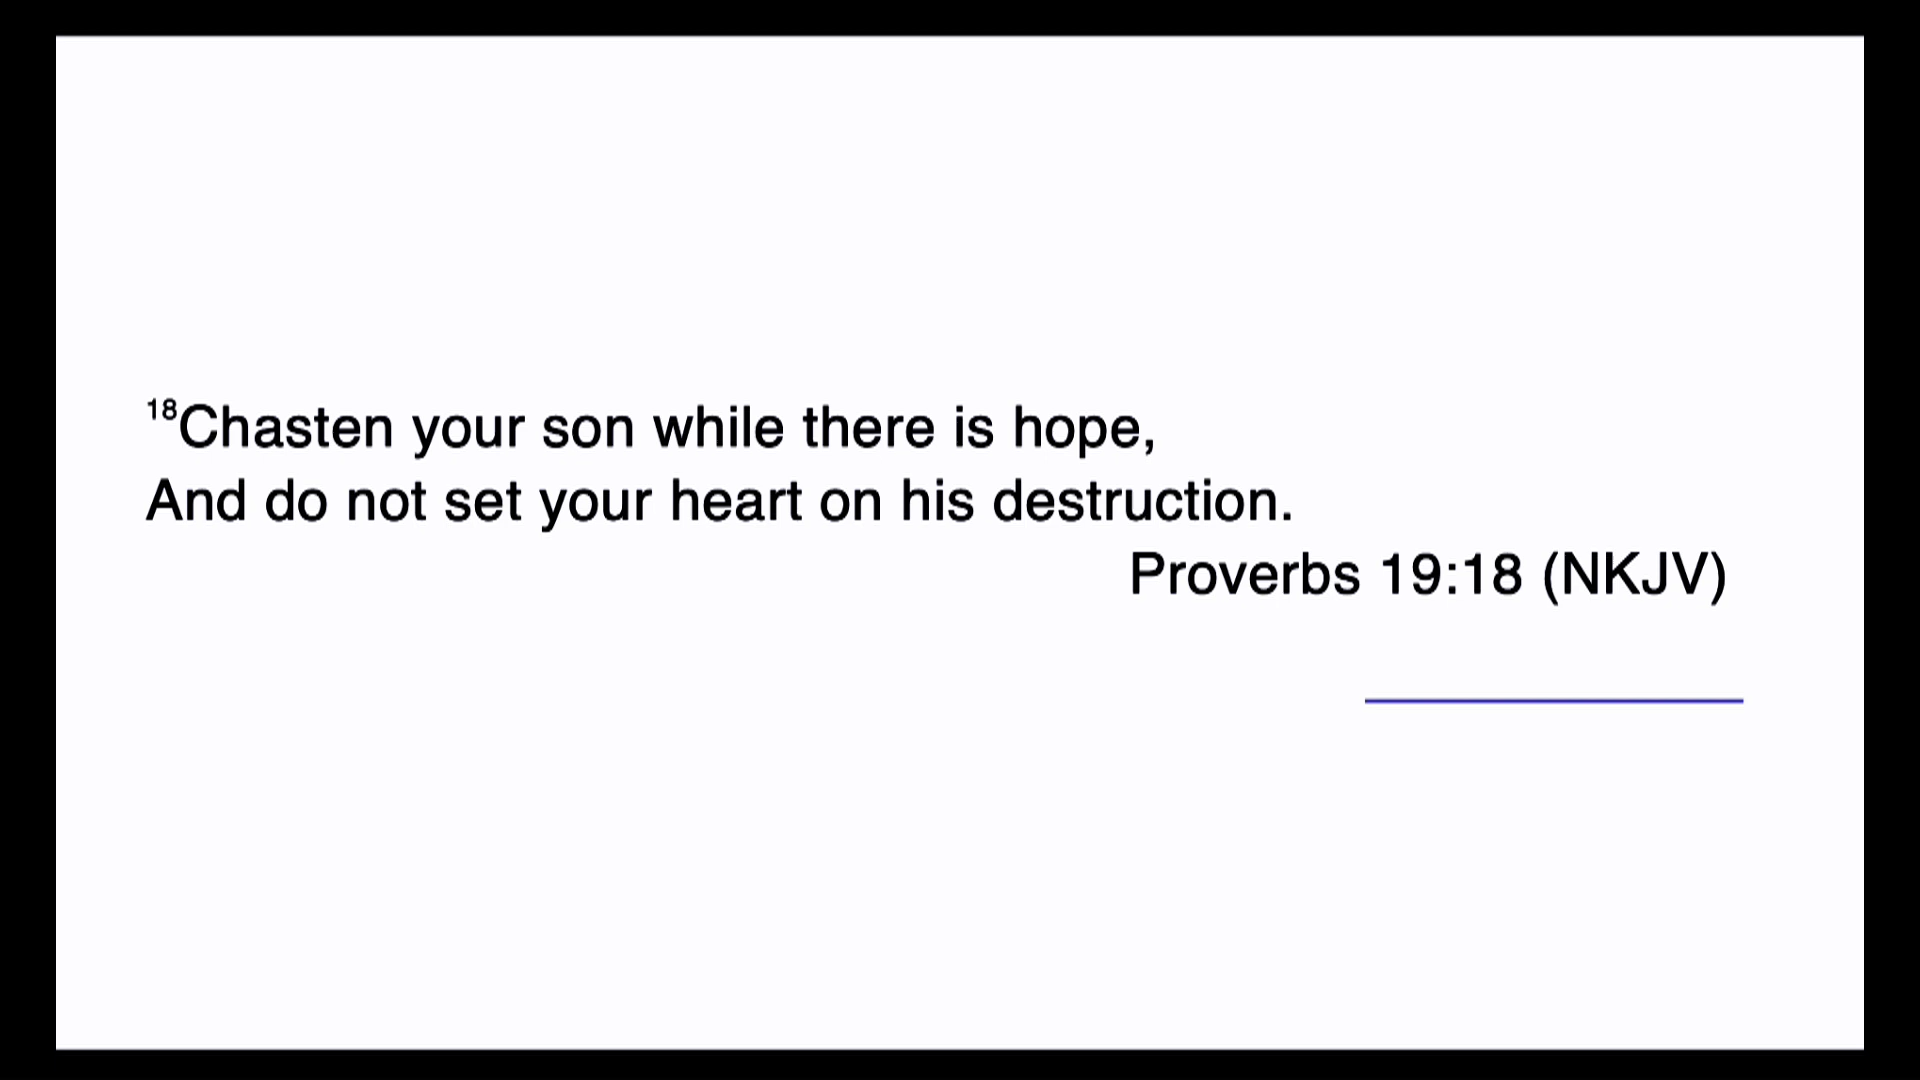 18Chasten your son while there is hope,
And do not set your heart on his destruction.
Proverbs 19:18 (NKJV)